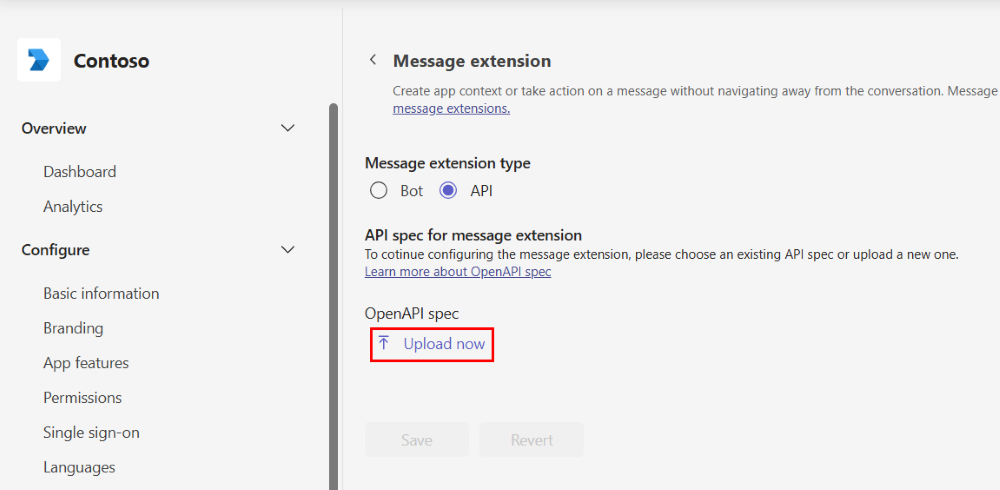 Contoso
Overview
Dashboard
Analytics
Configure
Basic information
Branding
App features
Permissions
Single sign-on
Languages
Message extension
Create app context or take action on a message without navigating away from the conversation. Message
message extensions.
Message extension type
Bot API
API spec for message extension
To cotinue configuring the message extension, please choose an existing API spec or upload a new one.
Learn more about OpenAPI spec
OpenAPI spec
Upload now
Save Revert